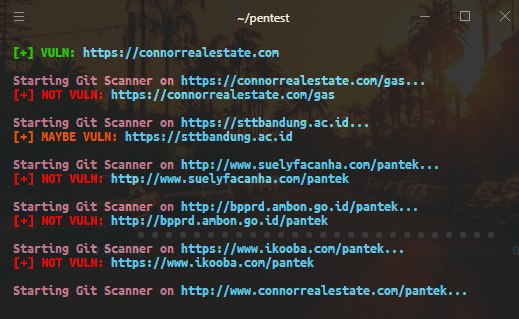 ~/pentest
[+] VULN: https://connorrealestate.com
Starting Git Scanner on https://connorrealestate.com/gas...
[+] NOT VULN: https://connorrealestate.com/gas
Starting Git Scanner on https://sttbandung.ac.id...
[+] MAYBE VULN: https://sttbandung.ac.id
Starting Git Scanner on http://www.suelyfacanha.com/pantek...
[+] NOT VULN: http://www.suelyfacanha.com/pantek
Starting Git Scanner on http://bpprd.ambon.go.id/pantek...
[+] NOT VULN: http://bpprd.ambon.go.id/pantek
Starting Git Scanner on https://www.ikooba.com/pantek...
[+] NOT VULN: https://www.ikooba.com/pantek
Starting Git Scanner on http://www.connorrealestate.com/pantek...